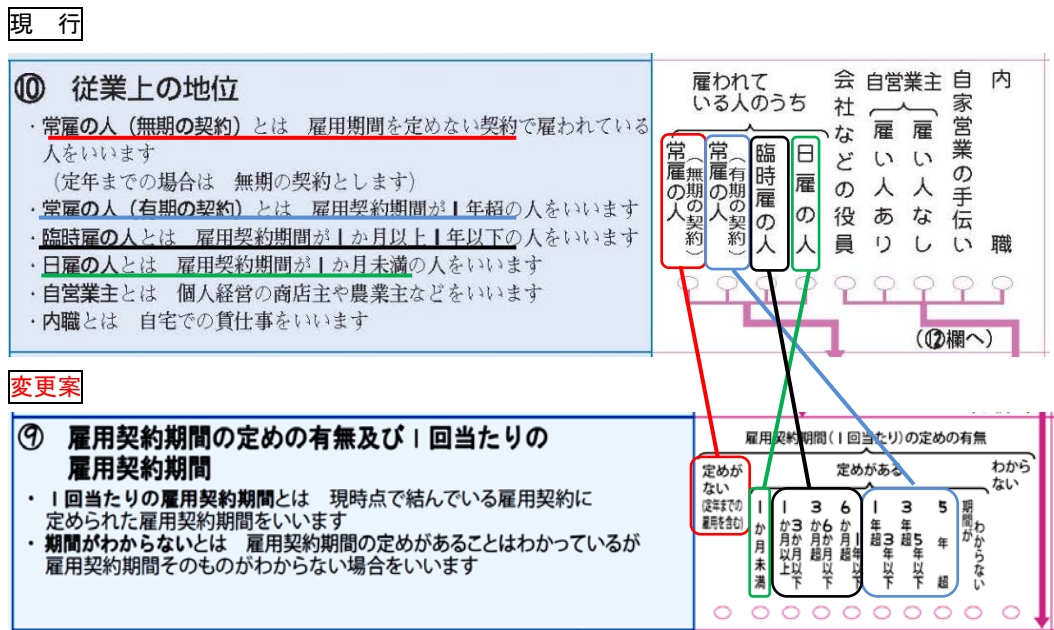 現 行
⑩ 従業上の地位
・常雇の人(無期の契約)とは 雇用期間を定めない契約で雇われている
人をいいます
(定年までの場合は 無期の契約とします)
・常雇の人(有期の契約)とは 雇用契約期間が1年超の人をいいます
・臨時雇の人とは 雇用契約期間が1か月以上1年以下の人をいいます
・日雇の人とは 雇用契約期間が1か月未満の人をいいます
・自営業主とは 個人経営の商店主や農業主などをいいます
・内職とは 自宅での賃仕事をいいます
雇われて
いる人のうち
常雇の人(無期の契約)
常雇の人(有期の契約)
臨時雇の人
日雇の人
会社などの役員
自営業主
雇い人あり
雇い人なし
自家営業の手伝い
内職
(⑫欄へ)
変更案
⑨ 雇用契約期間の定めの有無及び1回当たりの
雇用契約期間
・ 1回当たりの雇用契約期間とは 現時点で結んでいる雇用契約に
定められた雇用契約期間をいいます
・ 期間がわからないとは 雇用契約期間の定めがあることはわかっているが
雇用契約期間そのものがわからない場合をいいます
雇用契約期間(1回当たり)の定めの有無
定めが
ない
(定年までの
雇用を含む)
定めがある
1か月未満
1か月以上3か月以下
3か月超6か月以下
6か月超1年以下
1年超3年以下
3年超5年以下
5年超
期間がわからない
わから
ない